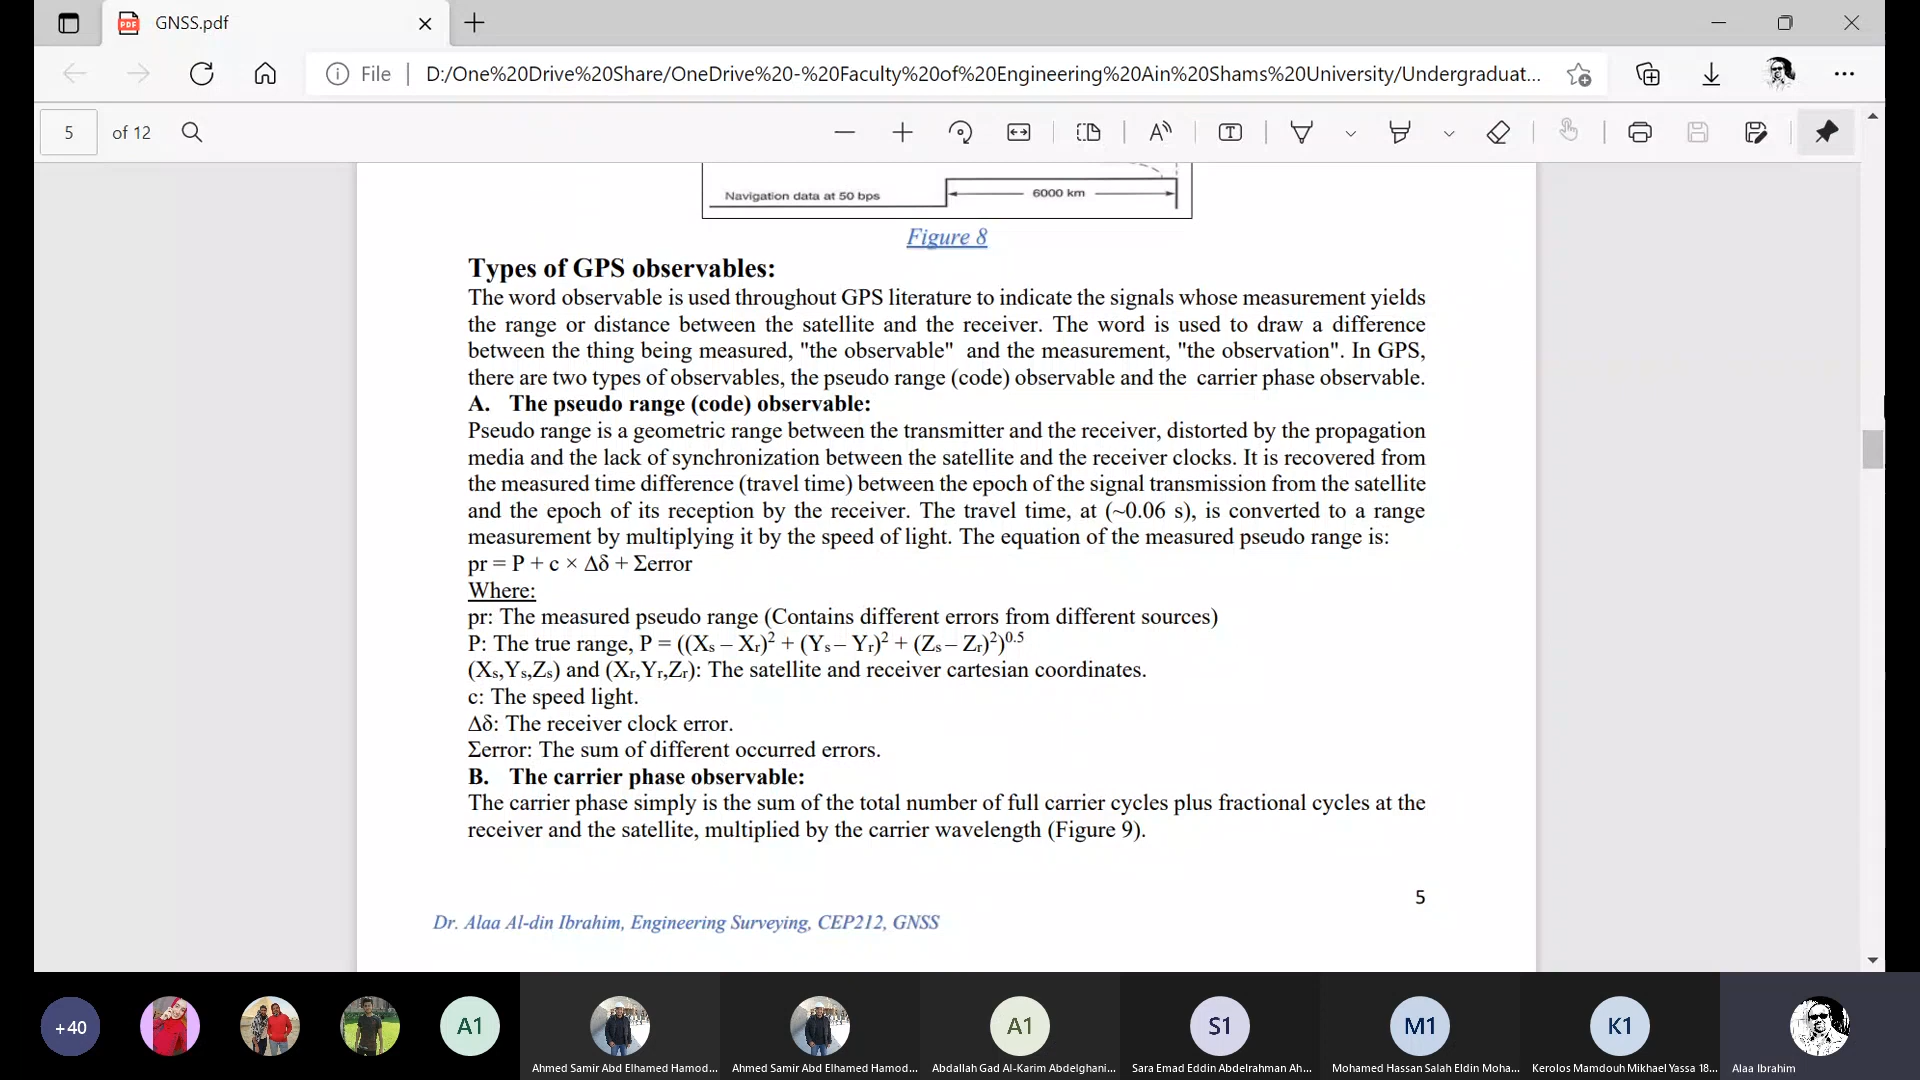 GNSS.pdf
File
D:/One%20Drive%20Share/OneDrive%20-%20Faculty%20of%20Engineering%20Ain%20Shams%20University/Undergraduat...
5 of 12
Navigation data at 50 bps
6000 km
Figure 8
Types of GPS observables:
The word observable is used throughout GPS literature to indicate the signals whose measurement yields
the range or distance between the satellite and the receiver. The word is used to draw a difference
between the thing being measured, "the observable" and the measurement, "the observation". In GPS,
there are two types of observables, the pseudo range (code) observable and the carrier phase observable.
A. The pseudo range (code) observable:
Pseudo range is a geometric range between the transmitter and the receiver, distorted by the propagation
media and the lack of synchronization between the satellite and the receiver clocks. It is recovered from
the measured time difference (travel time) between the epoch of the signal transmission from the satellite
and the epoch of its reception by the receiver. The travel time, at (~0.06 s), is converted to a range
measurement by multiplying it by the speed of light. The equation of the measured pseudo range is:
pr = P + c × Δδ + Σerror
Where:
pr: The measured pseudo range (Contains different errors from different sources)
P: The true range, P = ((Xs – Xr)² + (Ys – Yr)² + (Zs – Zr)²)^0.5
(Xs,Ys,Zs) and (Xr,Yr,Zr): The satellite and receiver cartesian coordinates.
c: The speed light.
Δδ: The receiver clock error.
Σerror: The sum of different occurred errors.
B. The carrier phase observable:
The carrier phase simply is the sum of the total number of full carrier cycles plus fractional cycles at the
receiver and the satellite, multiplied by the carrier wavelength (Figure 9).
5
Dr. Alaa Al-din Ibrahim, Engineering Surveying, CEP212, GNSS
+40
A1
A1
S1
M1
K1
Ahmed Samir Abd Elhamed Hamod...
Ahmed Samir Abd Elhamed Hamod...
Abdallah Gad Al-Karim Abdelghani...
Sara Emad Eddin Abdelrahman Ah...
Mohamed Hassan Salah Eldin Moha...
Kerolos Mamdouh Mikhael Yassa 18...
Alaa Ibrahim